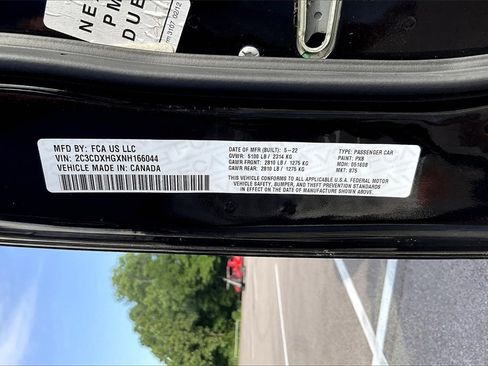 NE
PM
DUE
MFD BY: FCA US LLC
VIN: 2C3CDXHGXNH166044
VEHICLE MADE IN: CANADA
DATE OF MFR (BUILT): 5-22
GVWR: 5100 LB / 2314 KG
GAWR FRONT: 2810 LB / 1275 KG
GAWR REAR: 2810 LB / 1275 KG
TYPE: PASSENGER CAR
PAINT: PX8
MDH: 051608
MKT: 875
THIS VEHICLE CONFORMS TO ALL APPLICABLE U.S.A. FEDERAL MOTOR
VEHICLE SAFETY, BUMPER, AND THEFT PREVENTION STANDARDS
IN EFFECT ON THE DATE OF MANUFACTURE SHOWN ABOVE.